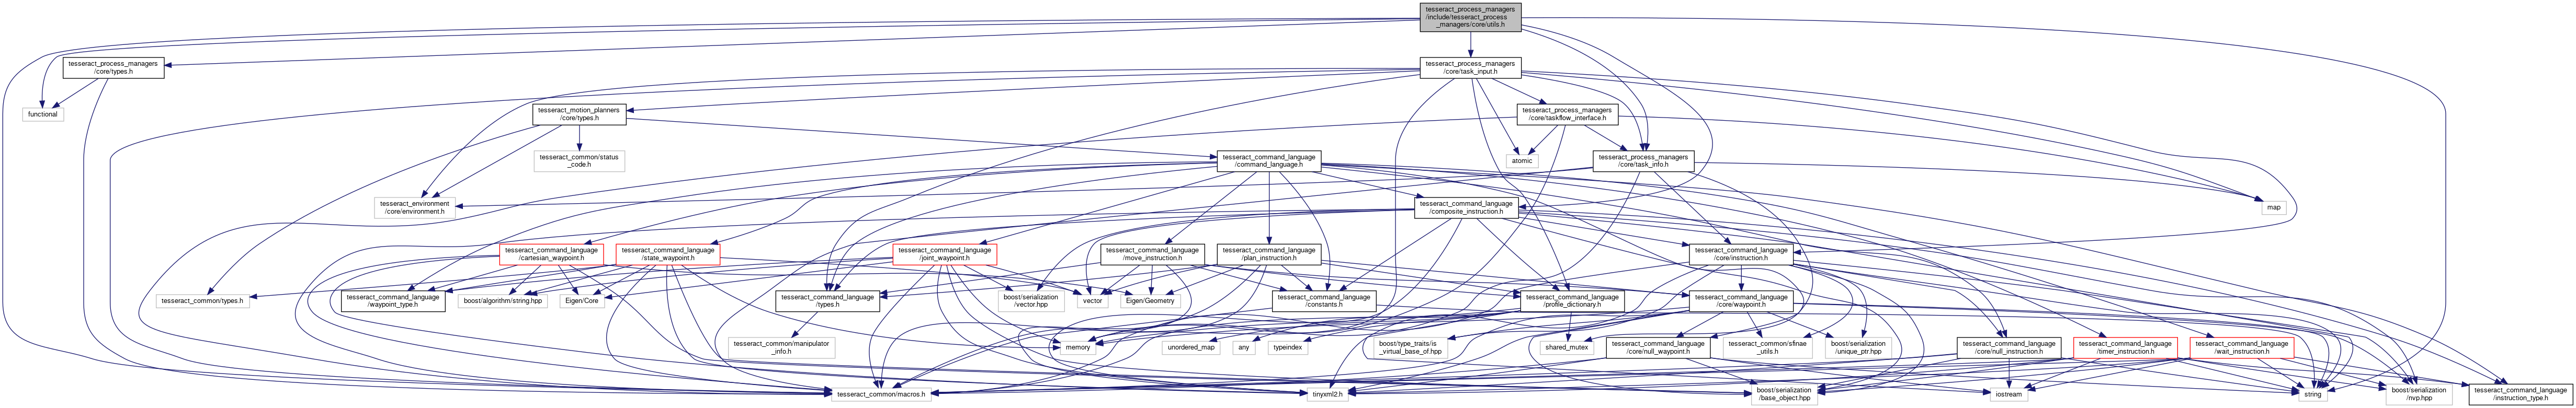 tesseract_process_managers
/include/tesseract_process
_managers/core/utils.h
tesseract_process_managers
/core/types.h
tesseract_process_managers
/core/task_input.h
functional
tesseract_motion_planners
/core/types.h
tesseract_process_managers
/core/taskflow_interface.h
tesseract_common/status
_code.h
tesseract_command_language
/command_language.h
atomic
tesseract_process_managers
/core/task_info.h
tesseract_environment
/core/environment.h
tesseract_command_language
/composite_instruction.h
map
tesseract_command_language
/cartesian_waypoint.h
tesseract_command_language
/state_waypoint.h
tesseract_command_language
/joint_waypoint.h
tesseract_command_language
/move_instruction.h
tesseract_command_language
/plan_instruction.h
tesseract_command_language
/core/instruction.h
tesseract_common/types.h
tesseract_command_language
/waypoint_type.h
boost/algorithm/string.hpp
Eigen/Core
tesseract_command_language
/types.h
boost/serialization
/vector.hpp
vector
Eigen/Geometry
tesseract_command_language
/constants.h
tesseract_command_language
/profile_dictionary.h
tesseract_command_language
/core/waypoint.h
tesseract_common/manipulator
_info.h
memory
unordered_map
any
typeindex
boost/type_traits/is
_virtual_base_of.hpp
shared_mutex
tesseract_command_language
/core/null_waypoint.h
tesseract_common/sfinae
_utils.h
boost/serialization
/unique_ptr.hpp
tesseract_command_language
/core/null_instruction.h
tesseract_command_language
/timer_instruction.h
tesseract_command_language
/wait_instruction.h
tesseract_common/macros.h
tinyxml2.h
boost/serialization
/base_object.hpp
iostream
string
boost/serialization
/nvp.hpp
tesseract_command_language
/instruction_type.h